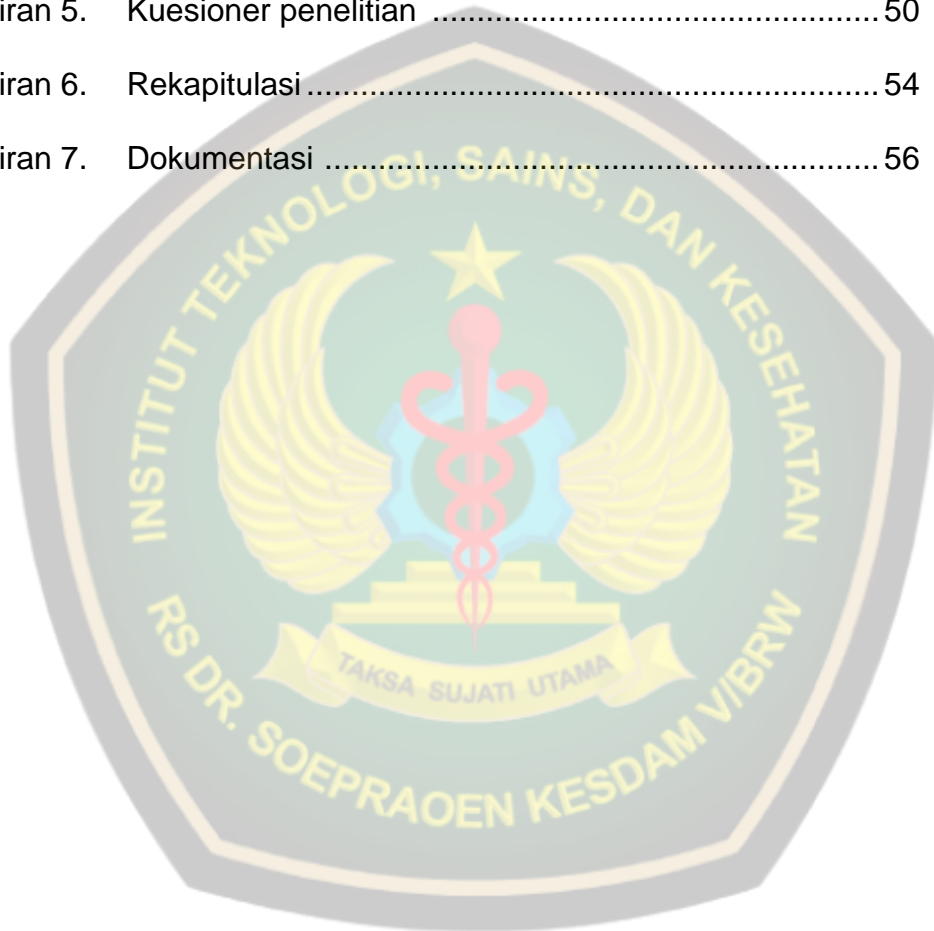 iran 5. Kuesioner penelitian .................................................. 50
iran 6. Rekapitulasi ................................................................ 54
iran 7. Dokumentasi .............................................................. 56
INSTITUT TEKNOLOGI, SAINS, DAN KESEHATAN
TAKSA SUJATI UTAMA
RS DR. SOEPRAOEN KESDAM V/BRW